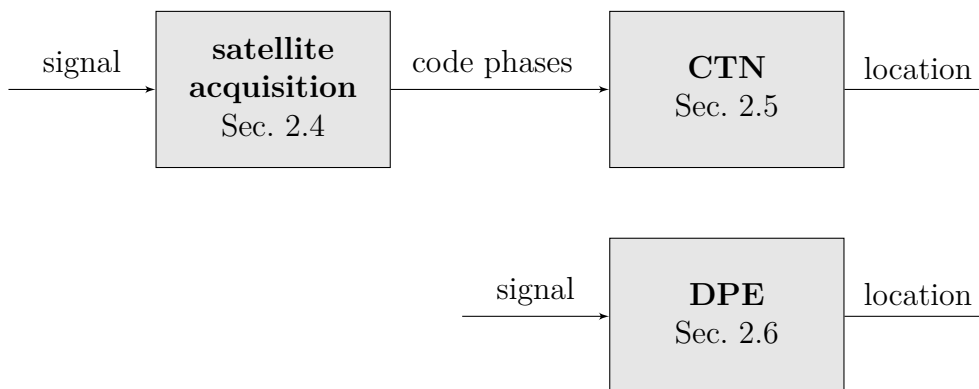 signal
satellite
acquisition
Sec. 2.4
code phases
CTN
Sec. 2.5
location
signal
DPE
Sec. 2.6
location